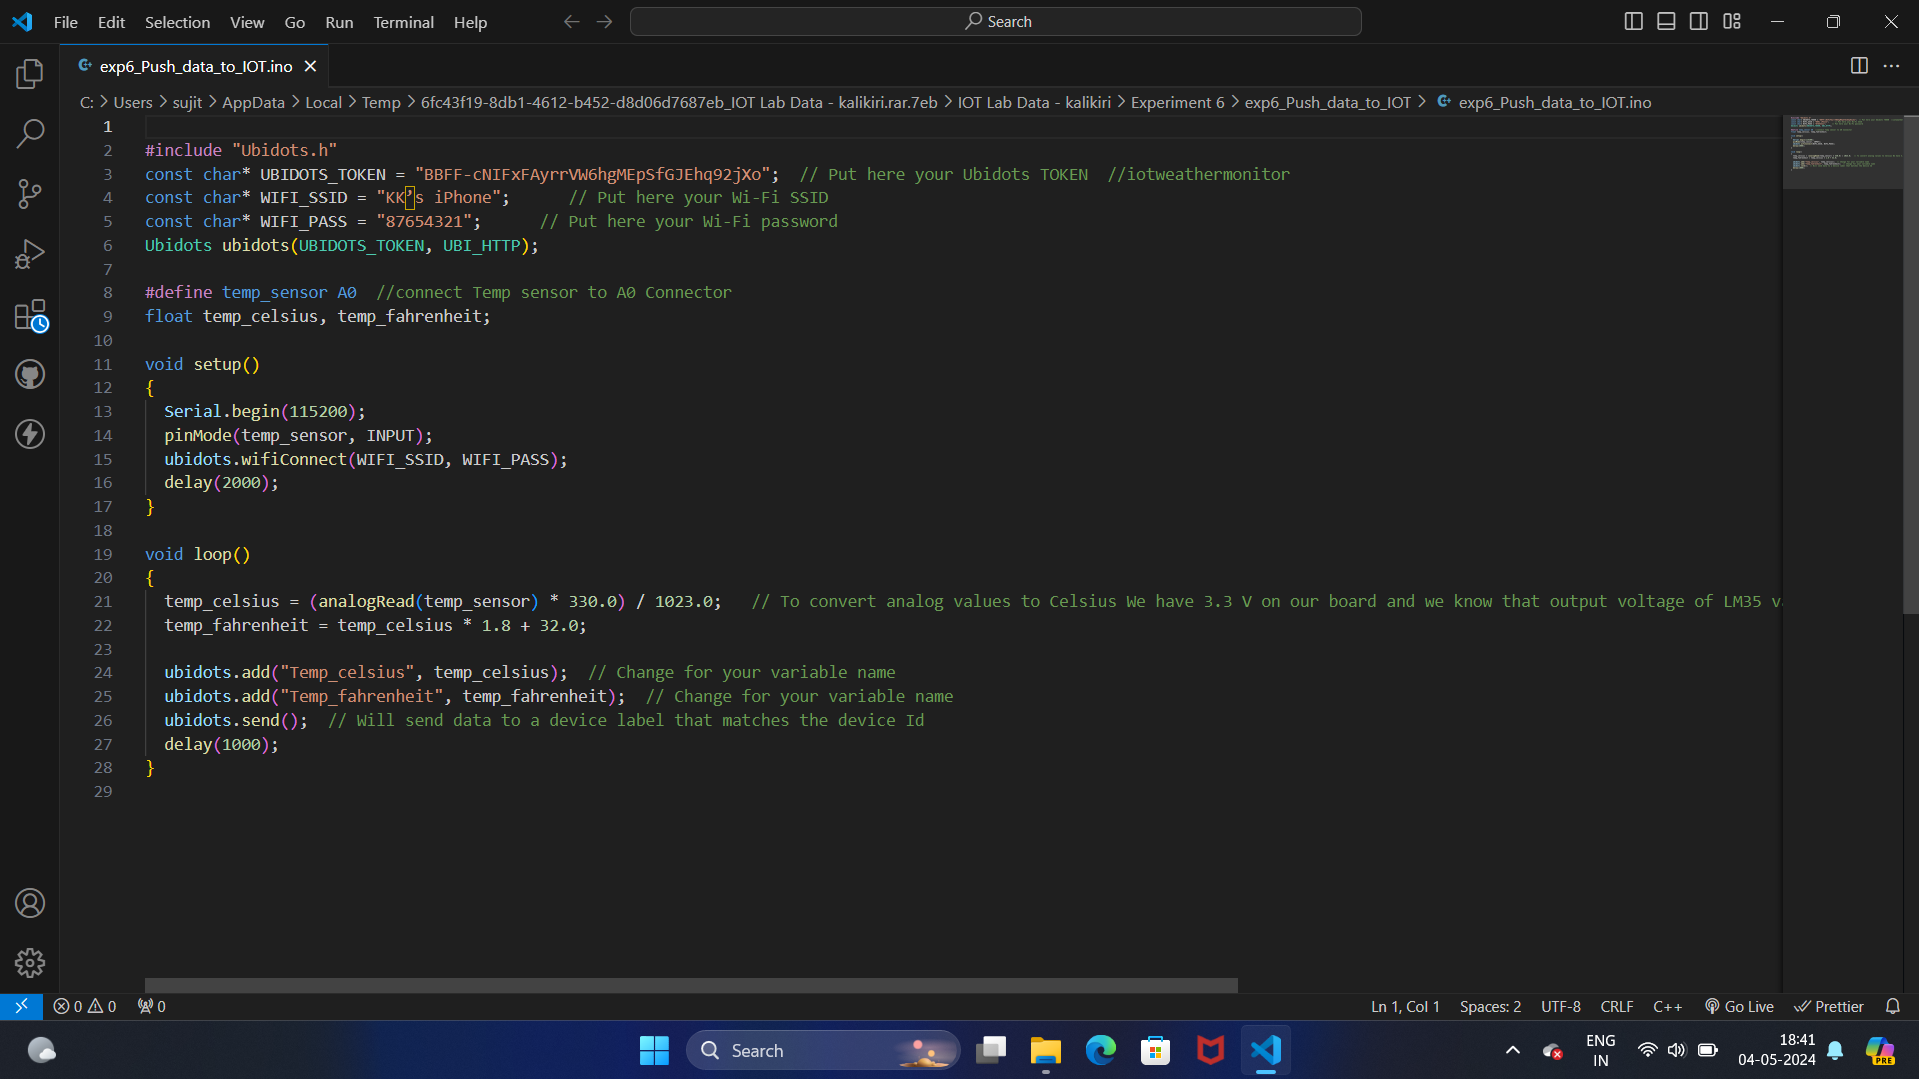 File Edit Selection View Go Run Terminal Help Search
exp6_Push_data_to_IOT.ino
C: > Users > sujit > AppData > Local > Temp > 6fc43f19-8db1-4612-b452-d8d06d7687eb_IOT Lab Data - kalikiri.rar.7eb > IOT Lab Data - kalikiri > Experiment 6 > exp6_Push_data_to_IOT > exp6_Push_data_to_IOT.ino
1
2 #include "Ubidots.h"
3 const char* UBIDOTS_TOKEN = "BBFF-cNIFxFAyrrVW6hgMEpSfGJEhq92jXo";  // Put here your Ubidots TOKEN  //iotweathermonitor
4 const char* WIFI_SSID = "KK’s iPhone";      // Put here your Wi-Fi SSID
5 const char* WIFI_PASS = "87654321";      // Put here your Wi-Fi password
6 Ubidots ubidots(UBIDOTS_TOKEN, UBI_HTTP);
7
8 #define temp_sensor A0  //connect Temp sensor to A0 Connector
9 float temp_celsius, temp_fahrenheit;
10
11 void setup()
12 {
13   Serial.begin(115200);
14   pinMode(temp_sensor, INPUT);
15   ubidots.wifiConnect(WIFI_SSID, WIFI_PASS);
16   delay(2000);
17 }
18
19 void loop()
20 {
21   temp_celsius = (analogRead(temp_sensor) * 330.0) / 1023.0;   // To convert analog values to Celsius We have 3.3 V on our board and we know that output voltage of LM35 v
22   temp_fahrenheit = temp_celsius * 1.8 + 32.0;
23
24   ubidots.add("Temp_celsius", temp_celsius);  // Change for your variable name
25   ubidots.add("Temp_fahrenheit", temp_fahrenheit);  // Change for your variable name
26   ubidots.send();  // Will send data to a device label that matches the device Id
27   delay(1000);
28 }
29
0 0 0 Ln 1, Col 1 Spaces: 2 UTF-8 CRLF C++ Go Live Prettier
Search ENG 18:41
IN 04-05-2024 PRE